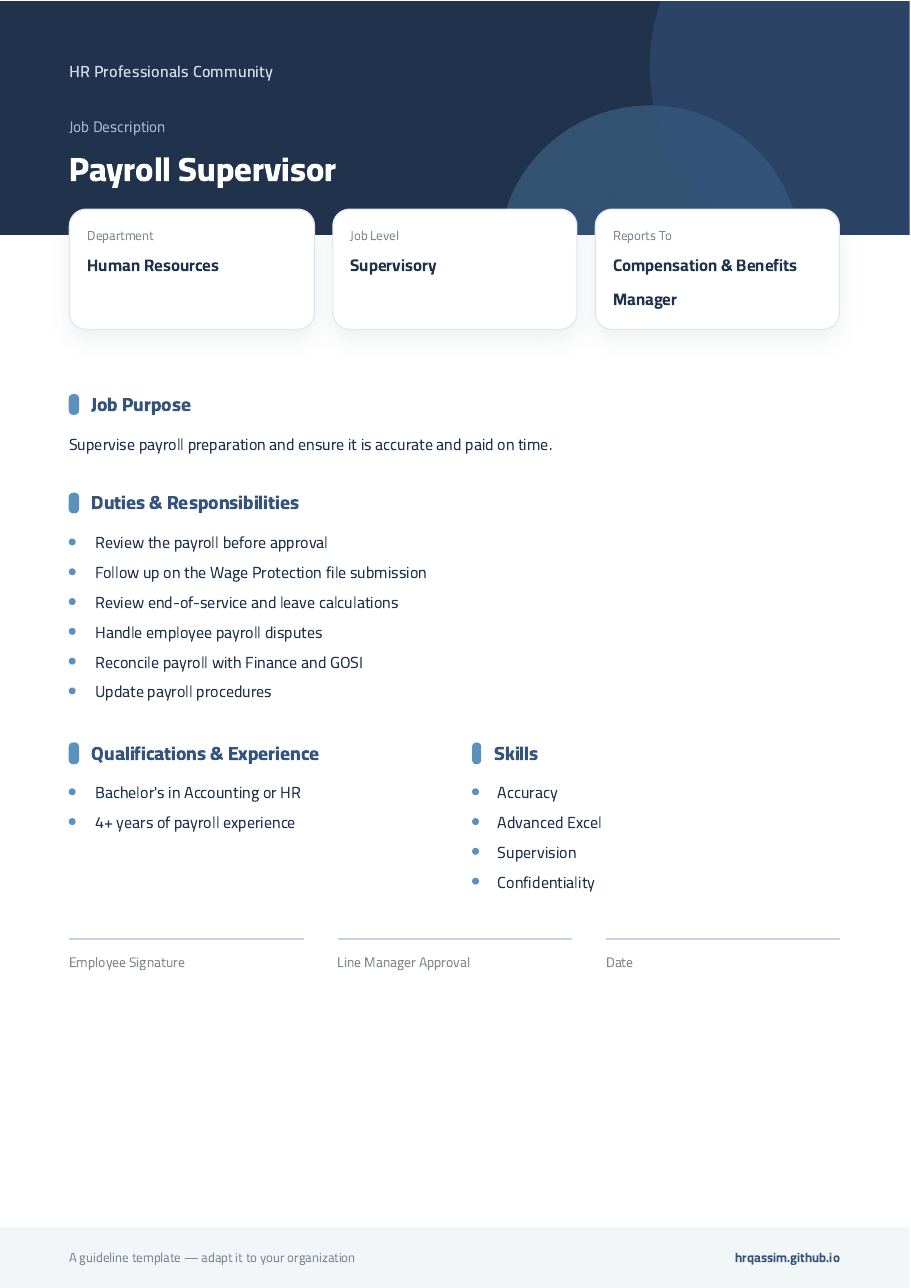 HR Professionals Community
Job Description
Payroll Supervisor
Department
Human Resources
Job Level
Supervisory
Reports To
Compensation & Benefits
Manager
Job Purpose
Supervise payroll preparation and ensure it is accurate and paid on time.
Duties & Responsibilities
Review the payroll before approval
Follow up on the Wage Protection file submission
Review end-of-service and leave calculations
Handle employee payroll disputes
Reconcile payroll with Finance and GOSI
Update payroll procedures
Qualifications & Experience
Bachelor's in Accounting or HR
4+ years of payroll experience
Skills
Accuracy
Advanced Excel
Supervision
Confidentiality
Employee Signature
Line Manager Approval
Date
A guideline template — adapt it to your organization
hrqassim.github.io